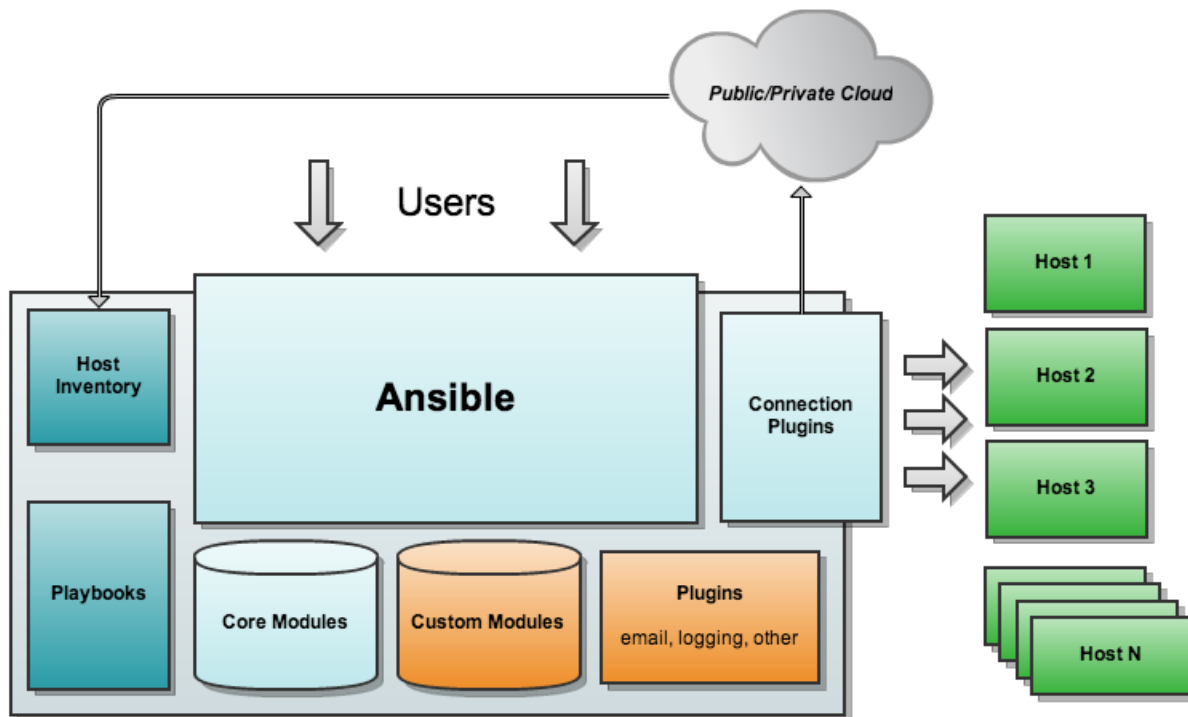 Public/Private Cloud
Users
Host 1
Host
Inventory
Ansible
Connection
Plugins
Host 2
Host 3
Playbooks
Core Modules
Custom Modules
Plugins
email, logging, other
Host N